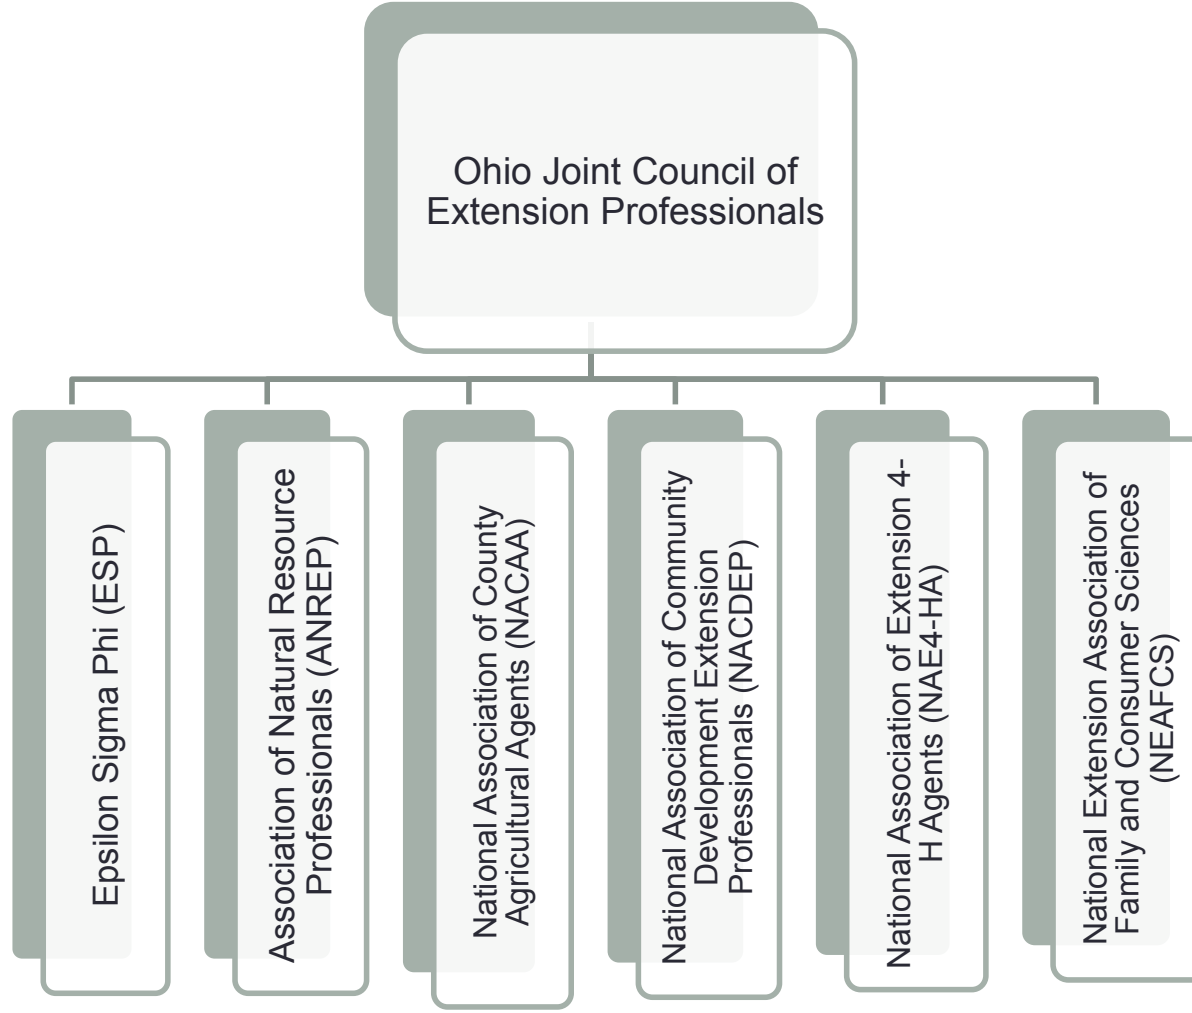 Ohio Joint Council of
Extension Professionals
Epsilon Sigma Phi (ESP)
Association of Natural Resource
Professionals (ANREP)
National Association of County
Agricultural Agents (NACAA)
National Association of Community
Development Extension
Professionals (NACDEP)
National Association of Extension 4-
H Agents (NAE4-HA)
National Extension Association of
Family and Consumer Sciences
(NEAFCS)